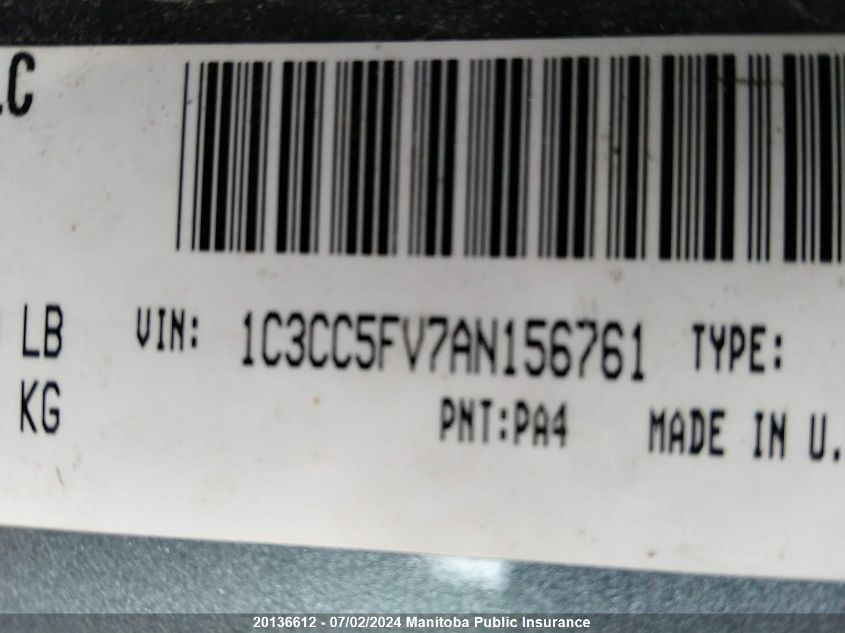 LC
LB VIN: 1C3CC5FV7AN156761 TYPE:
KG PNT:PA4 MADE IN U.
20136612 - 07/02/2024 Manitoba Public Insurance